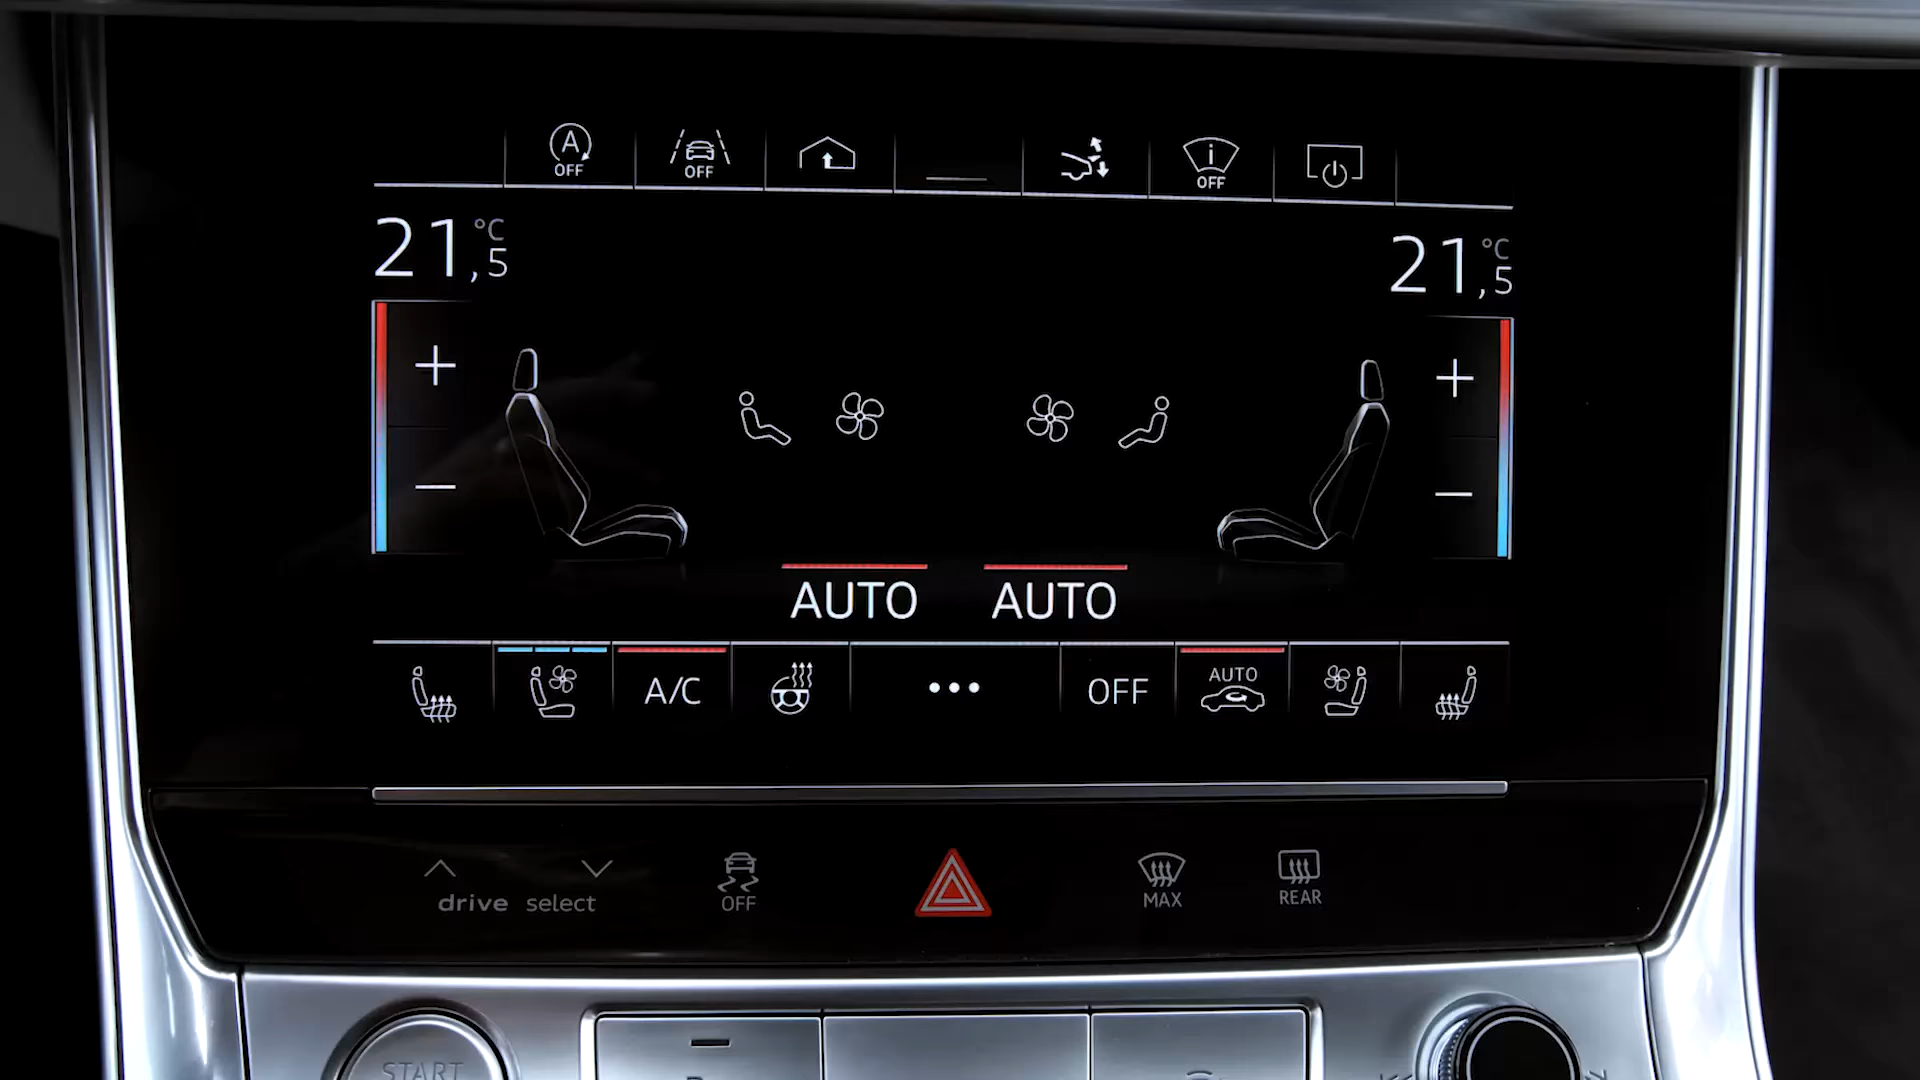 A
OFF
OFF
i
OFF
21,5 °C
21,5 °C
AUTO AUTO
A/C ... OFF AUTO
drive select
OFF
MAX
REAR
START